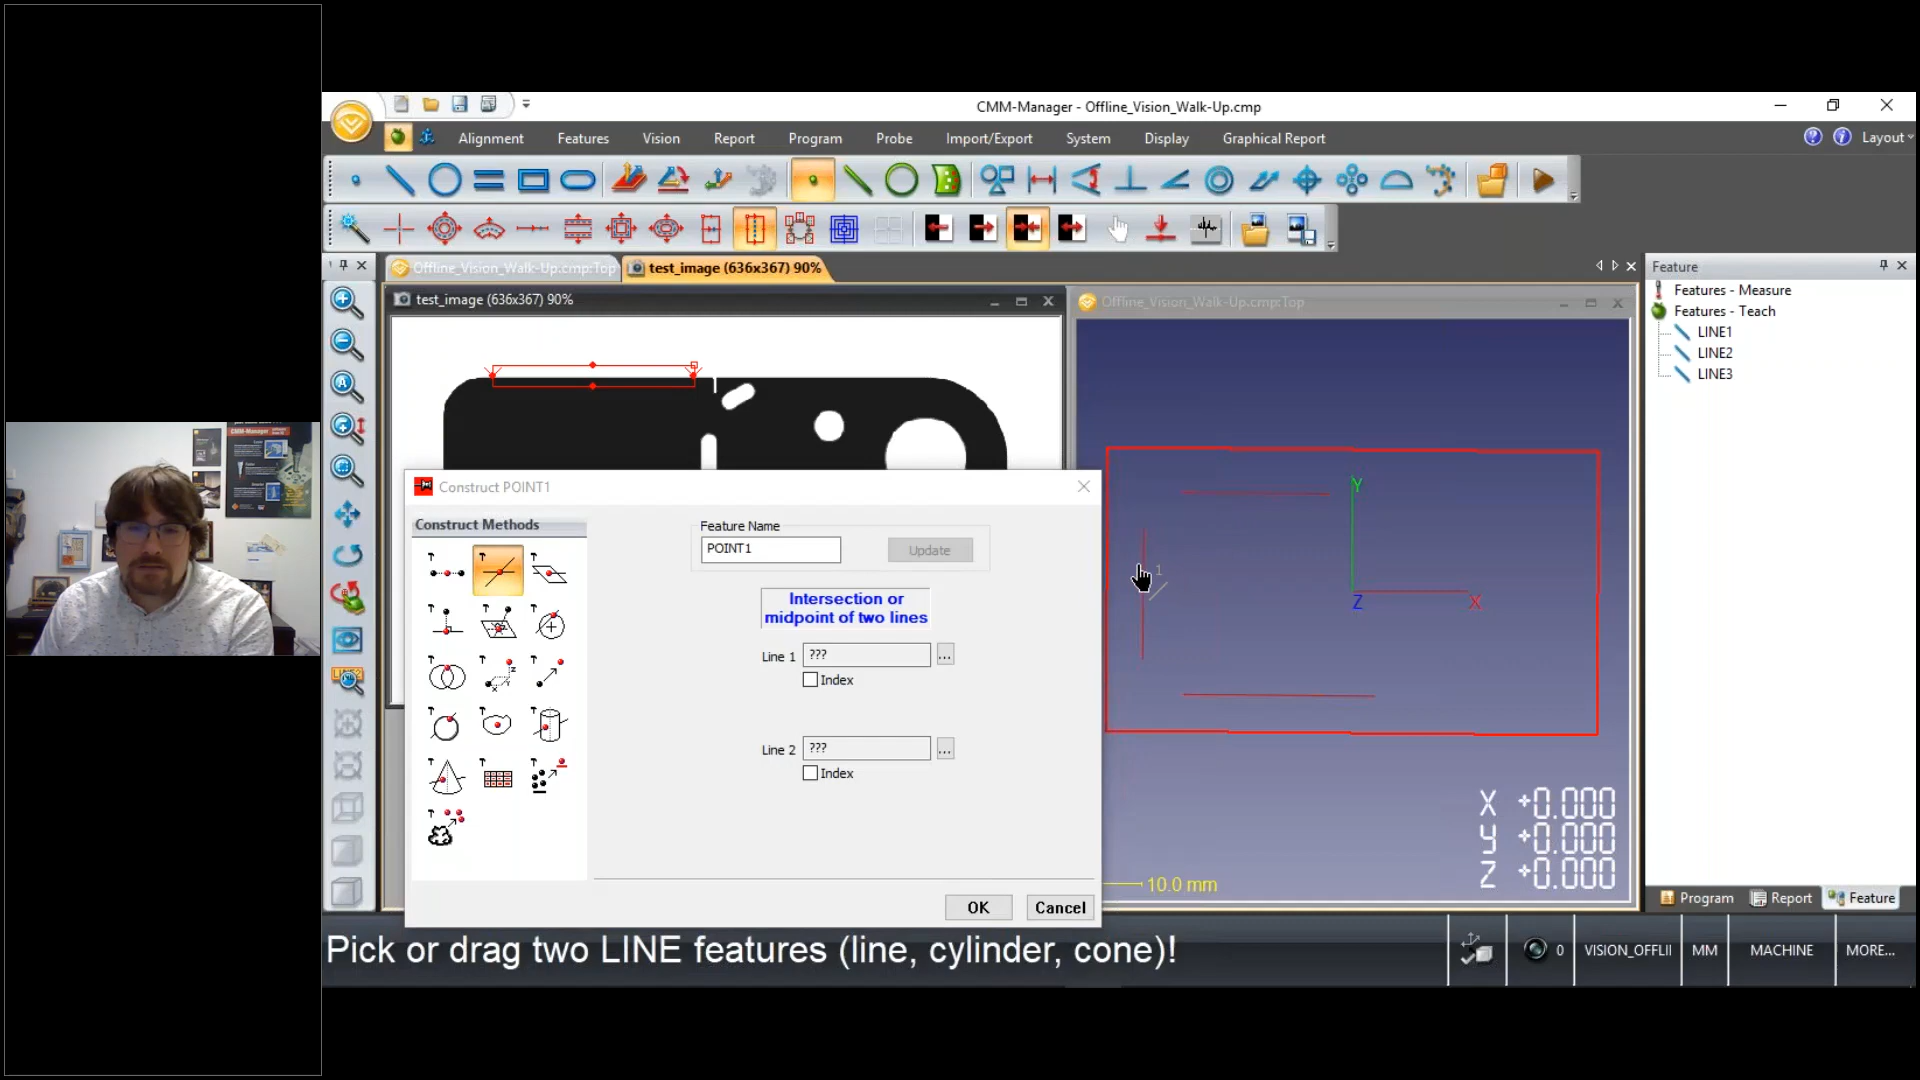 CMM-Manager - Offline_Vision_Walk-Up.cmp
Alignment Features Vision Report Program Probe Import/Export System Display Graphical Report Layout
Offline_Vision_Walk-Up.cmp:Top test_image (636x367) 90%
Feature
test_image (636x367) 90%
Offline_Vision_Walk-Up.cmp:Top
Features - Measure
Features - Teach
LINE1
LINE2
LINE3
Construct POINT1
Construct Methods
Feature Name
POINT1
Update
Intersection or
midpoint of two lines
Line 1 ??? ...
Index
Line 2 ??? ...
Index
OK Cancel
Y
Z X
1
X +0.000
Y +0.000
Z +0.000
10.0 mm
Program Report Feature
Pick or drag two LINE features (line, cylinder, cone)!
0 VISION_OFFLI MM MACHINE MORE...